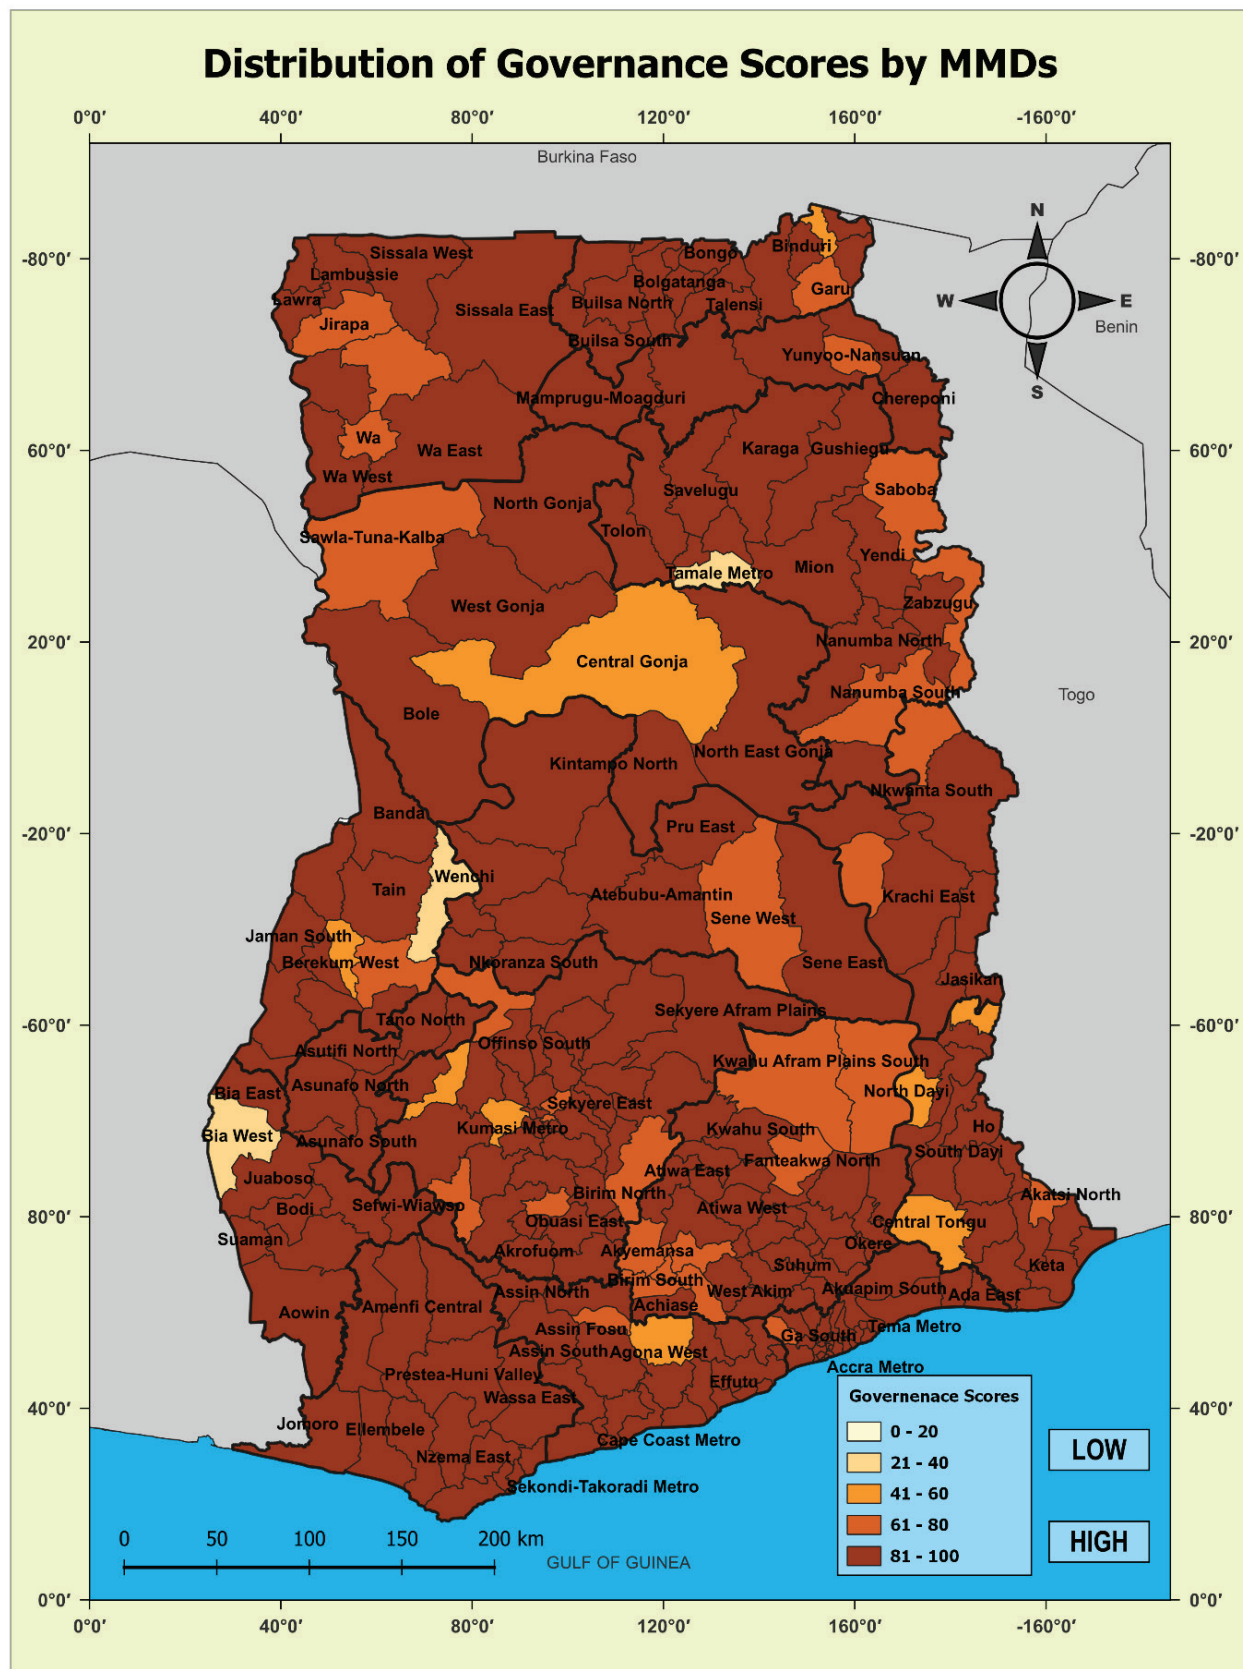 Distribution of Governance Scores by MMDs
0°0′ 40°0′ 80°0′ 120°0′ 160°0′ -160°0′
Burkina Faso
N
Bongo
Binduri
Sissala West
-80°0′
-80°0′
Lambussie
Bolgatanga
Garu
Lawra
Builsa North
Talensi
W
E
Sissala East
Jirapa
Benin
Builsa South
Yunyoo-Nansuan
S
Mamprugu-Moagduri
Chereponi
Wa
Wa East
Karaga
Gushiegu
60°0′
60°0′
Wa West
Savelugu
Saboba
North Gonja
Sawla-Tuna-Kalba
Tolon
Yendi
Tamale Metro
Mion
West Gonja
Zabzugu
20°0′
Nanumba North
20°0′
Central Gonja
Nanumba South
Togo
Bole
North East Gonja
Kintampo North
Nkwanta South
Banda
Pru East
-20°0′
-20°0′
Wenchi
Tain
Atebubu-Amantin
Krachi East
Sene West
Jaman South
Berekum West
Nkoranza South
Sene East
Jasikan
Sekyere Afram Plains
Tano North
-60°0′
-60°0′
Offinso South
Asutifi North
Kwahu Afram Plains South
Asunafo North
Bia East
North Dayi
Sekyere East
Bia West
Kumasi Metro
Kwahu South
Ho
Asunafo South
South Dayi
Fanteakwa North
Atiwa East
Juaboso
Birim North
Akatsi North
Sefwi-Wiawso
Bodi
Atiwa West
80°0′
80°0′
Obuasi East
Central Tongu
Suaman
Okere
Akrofuom
Akyemansa
Suhum
Keta
Birim South
Assin North
West Akim
Akuapim South
Ada East
Achiase
Amenfi Central
Aowin
Tema Metro
Assin Fosu
Ga South
Assin South
Agona West
Accra Metro
Prestea-Huni Valley
Effutu
Wassa East
Governenace Scores
40°0′
40°0′
Jomoro
Ellembele
0 - 20
Cape Coast Metro
LOW
Nzema East
21 - 40
Sekondi-Takoradi Metro
41 - 60
61 - 80
HIGH
0 50 100 150 200 km
81 - 100
GULF OF GUINEA
0°0′
0°0′
0°0′ 40°0′ 80°0′ 120°0′ 160°0′ -160°0′